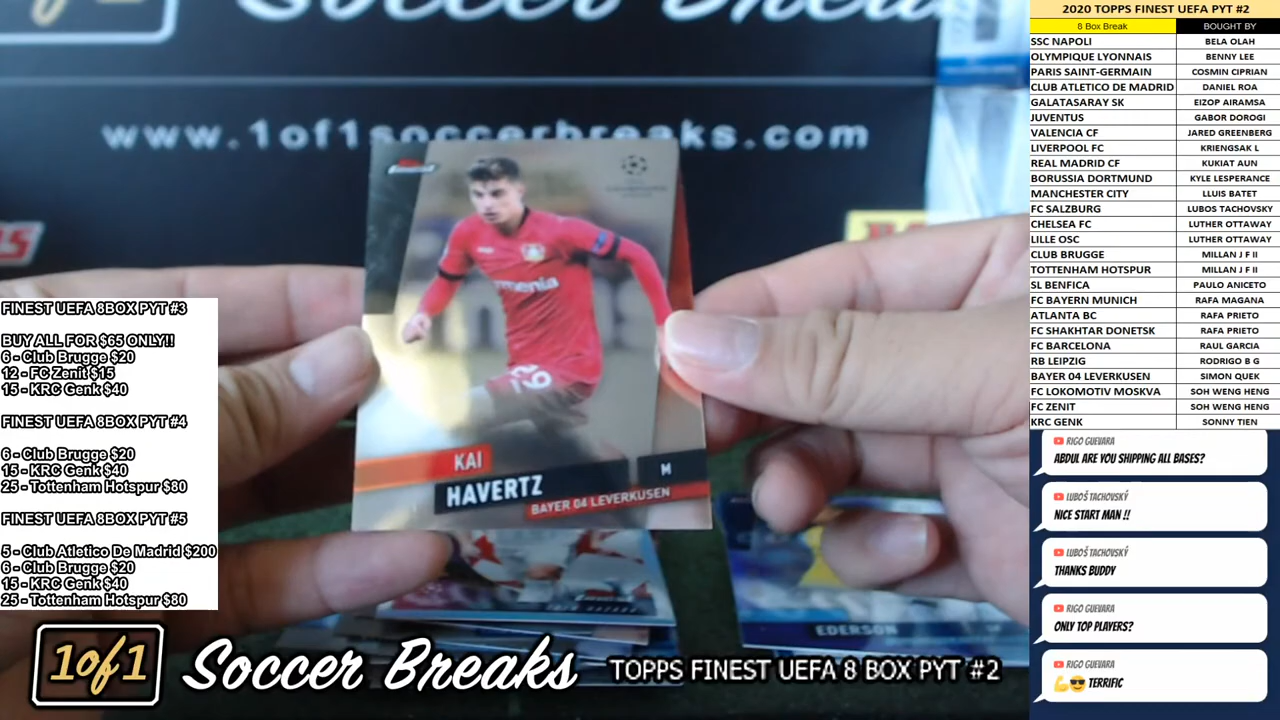 Soccer Breaks
www.1of1soccerbreaks.com
KAI
HAVERTZ
M
BAYER 04 LEVERKUSEN
29
EDERSON
FINEST UEFA 8BOX PYT #3
BUY ALL FOR $65 ONLY!!
6 - Club Brugge $20
12 - FC Zenit $15
15 - KRC Genk $40
FINEST UEFA 8BOX PYT #4
6 - Club Brugge $20
15 - KRC Genk $40
25 - Tottenham Hotspur $80
FINEST UEFA 8BOX PYT #5
5 - Club Atletico De Madrid $200
6 - Club Brugge $20
15 - KRC Genk $40
25 - Tottenham Hotspur $80
1of1 Soccer Breaks TOPPS FINEST UEFA 8 BOX PYT #2
2020 TOPPS FINEST UEFA PYT #2
8 Box Break BOUGHT BY
SSC NAPOLI BELA OLAH
OLYMPIQUE LYONNAIS BENNY LEE
PARIS SAINT-GERMAIN COSMIN CIPRIAN
CLUB ATLETICO DE MADRID DANIEL ROA
GALATASARAY SK EIZOP AIRAMSA
JUVENTUS GABOR DOROGI
VALENCIA CF JARED GREENBERG
LIVERPOOL FC KRIENGSAK L
REAL MADRID CF KUKIAT AUN
BORUSSIA DORTMUND KYLE LESPERANCE
MANCHESTER CITY LLUIS BATET
FC SALZBURG LUBOS TACHOVSKY
CHELSEA FC LUTHER OTTAWAY
LILLE OSC LUTHER OTTAWAY
CLUB BRUGGE MILLAN J F II
TOTTENHAM HOTSPUR MILLAN J F II
SL BENFICA PAULO ANICETO
FC BAYERN MUNICH RAFA MAGANA
ATLANTA BC RAFA PRIETO
FC SHAKHTAR DONETSK RAFA PRIETO
FC BARCELONA RAUL GARCIA
RB LEIPZIG RODRIGO B G
BAYER 04 LEVERKUSEN SIMON QUEK
FC LOKOMOTIV MOSKVA SOH WENG HENG
FC ZENIT SOH WENG HENG
KRC GENK SONNY TIEN
RIGO GUEVARA
ABDUL ARE YOU SHIPPING ALL BASES?
LUBOŠ TACHOVSKÝ
NICE START MAN !!
LUBOŠ TACHOVSKÝ
THANKS BUDDY
RIGO GUEVARA
ONLY TOP PLAYERS?
RIGO GUEVARA
💪😎 TERRIFIC